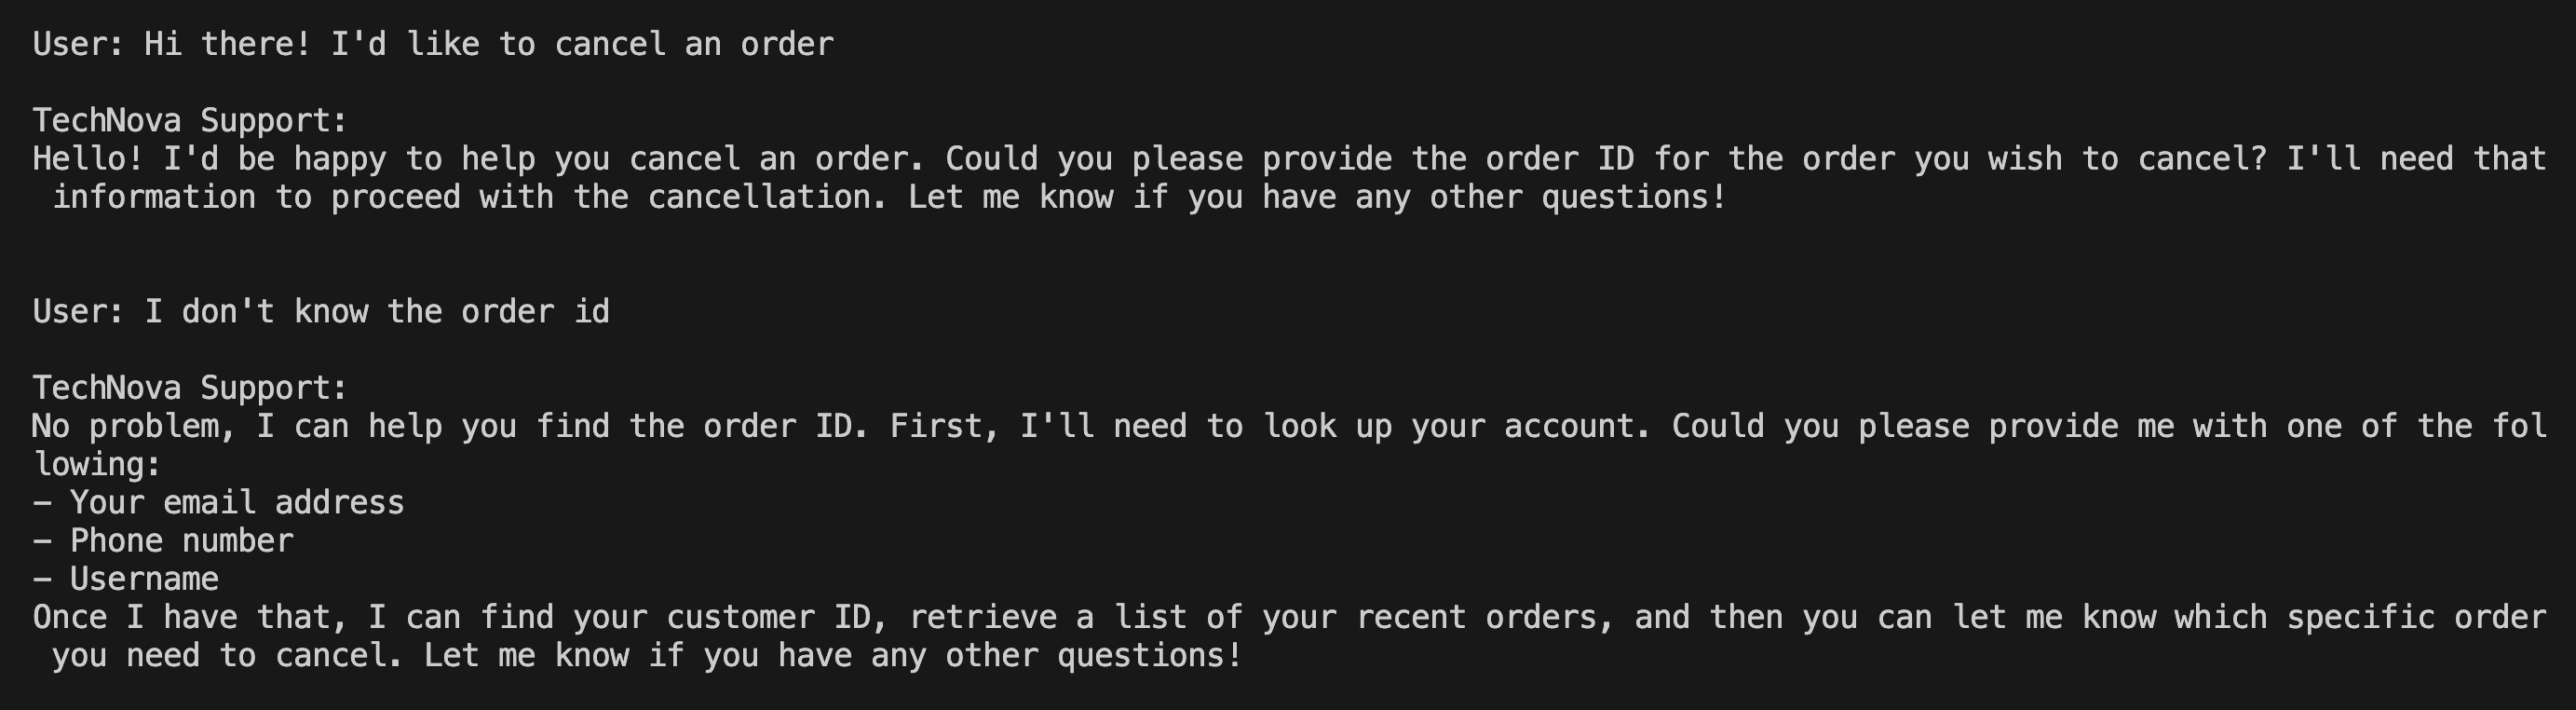 User: Hi there! I'd like to cancel an order
TechNova Support:
Hello! I'd be happy to help you cancel an order. Could you please provide the order ID for the order you wish to cancel? I'll need that
information to proceed with the cancellation. Let me know if you have any other questions!
User: I don't know the order id
TechNova Support:
No problem, I can help you find the order ID. First, I'll need to look up your account. Could you please provide me with one of the fol
lowing:
– Your email address
– Phone number
– Username
Once I have that, I can find your customer ID, retrieve a list of your recent orders, and then you can let me know which specific order
you need to cancel. Let me know if you have any other questions!